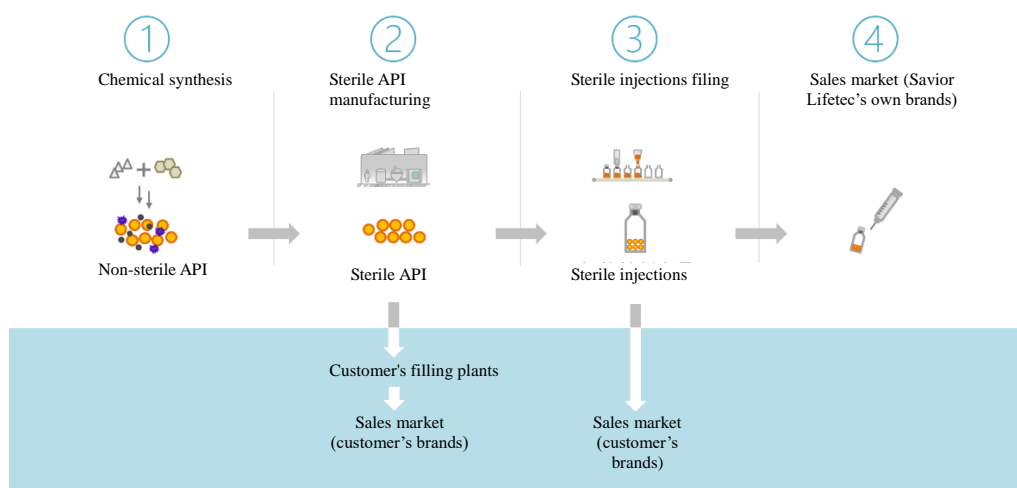 1
2
3
4
Chemical synthesis
Sterile API
manufacturing
Sterile injections filing
Sales market (Savior
Lifetec’s own brands)
Non-sterile API
Sterile API
Sterile injections
Customer's filling plants
Sales market
(customer’s brands)
Sales market
(customer’s
brands)